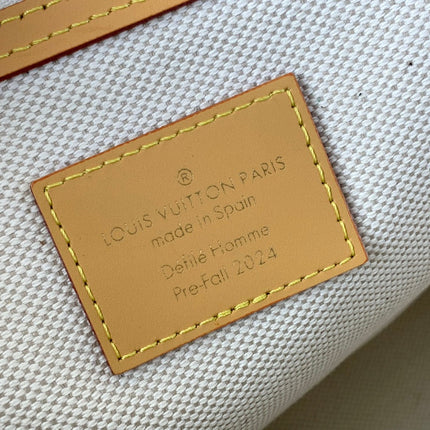 ®
LOUIS VUITTON PARIS
made in Spain
Défilé Homme
Pre-Fall 2024